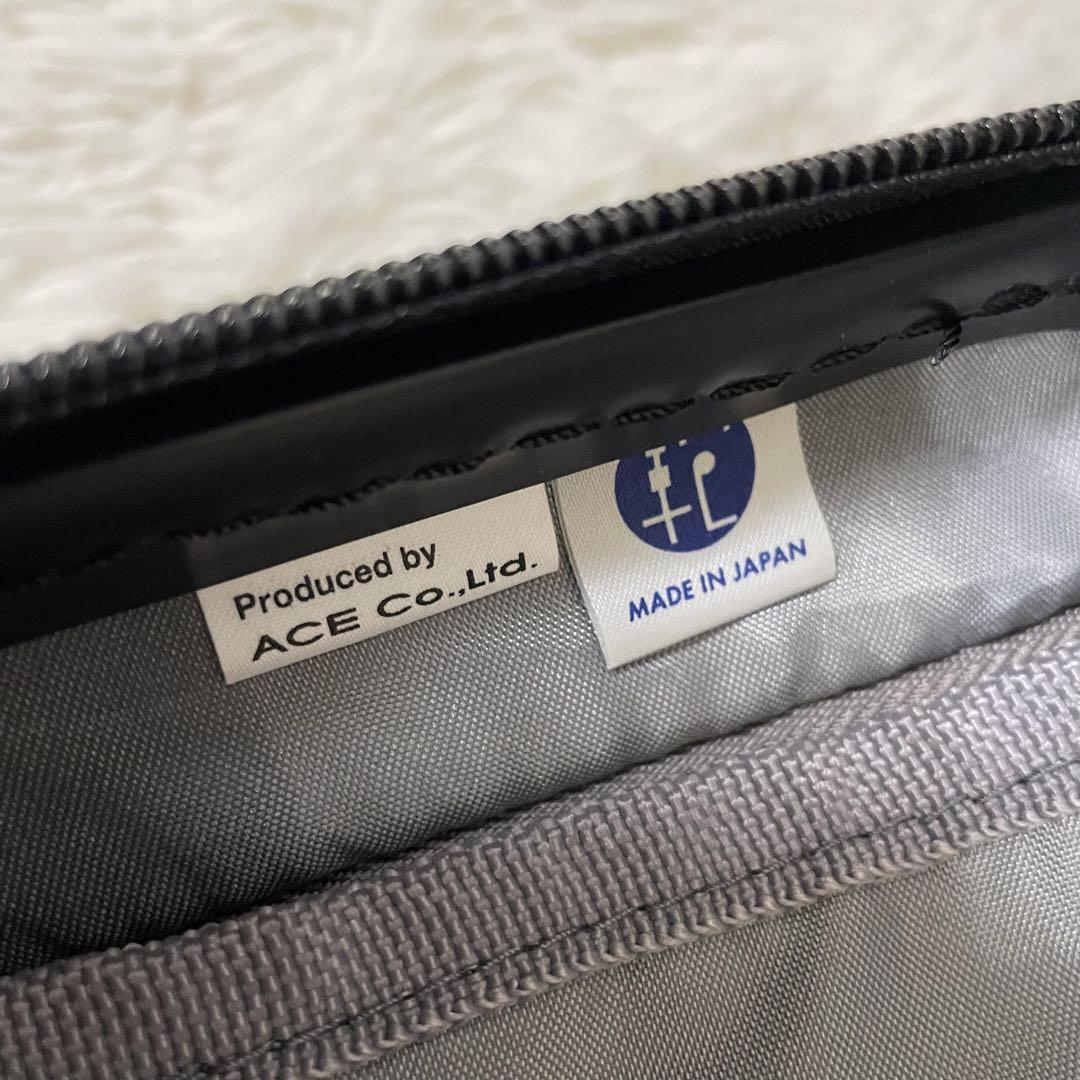 Produced by
ACE Co.,Ltd.
MADE IN JAPAN